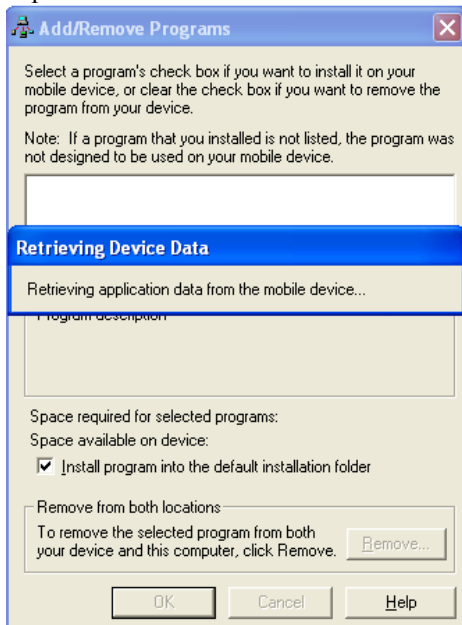 Add/Remove Programs
Select a program's check box if you want to install it on your
mobile device, or clear the check box if you want to remove the
program from your device.
Note: If a program that you installed is not listed, the program was
not designed to be used on your mobile device.
Retrieving Device Data
Retrieving application data from the mobile device...
Program description
Space required for selected programs:
Space available on device:
Install program into the default installation folder
Remove from both locations
To remove the selected program from both
your device and this computer, click Remove.
Remove...
OK
Cancel
Help